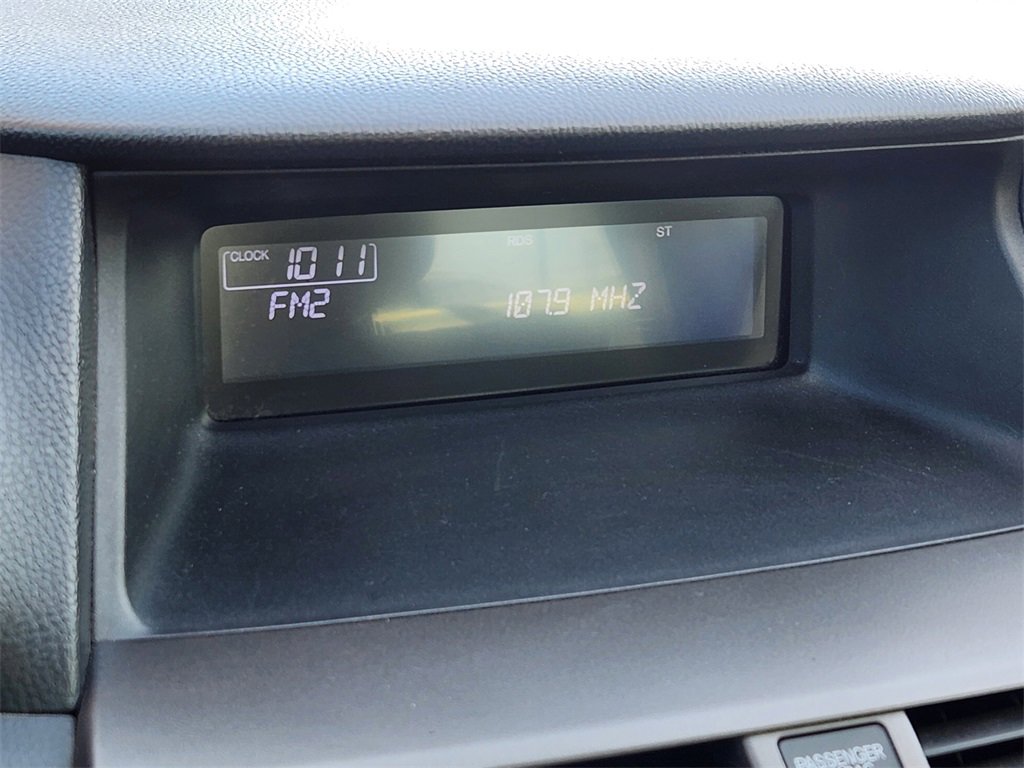 CLOCK 10 11 RDS ST
FM2 107.9 MHZ
PASSENGER